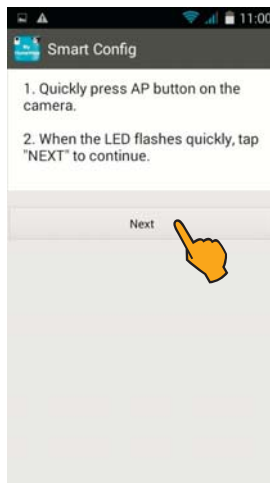 11:00
Smart Config
1. Quickly press AP button on the
camera.
2. When the LED flashes quickly, tap
"NEXT" to continue.
Next